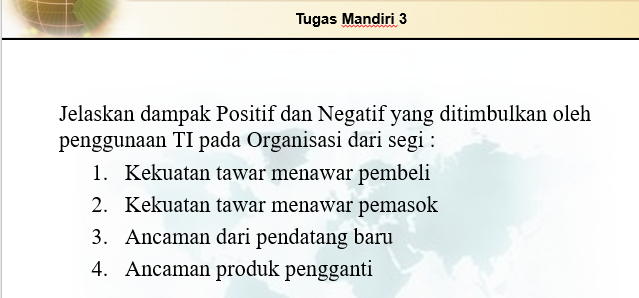 Tugas Mandiri 3
Jelaskan dampak Positif dan Negatif yang ditimbulkan oleh
penggunaan TI pada Organisasi dari segi :
1. Kekuatan tawar menawar pembeli
2. Kekuatan tawar menawar pemasok
3. Ancaman dari pendatang baru
4. Ancaman produk pengganti